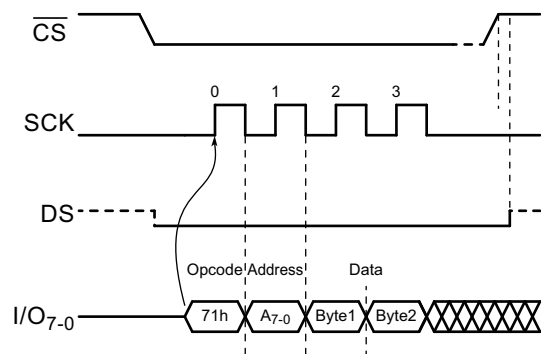 CS
0 1 2 3
SCK
DS
Opcode Address Data
I/O7-0 71h A7-0 Byte1 Byte2